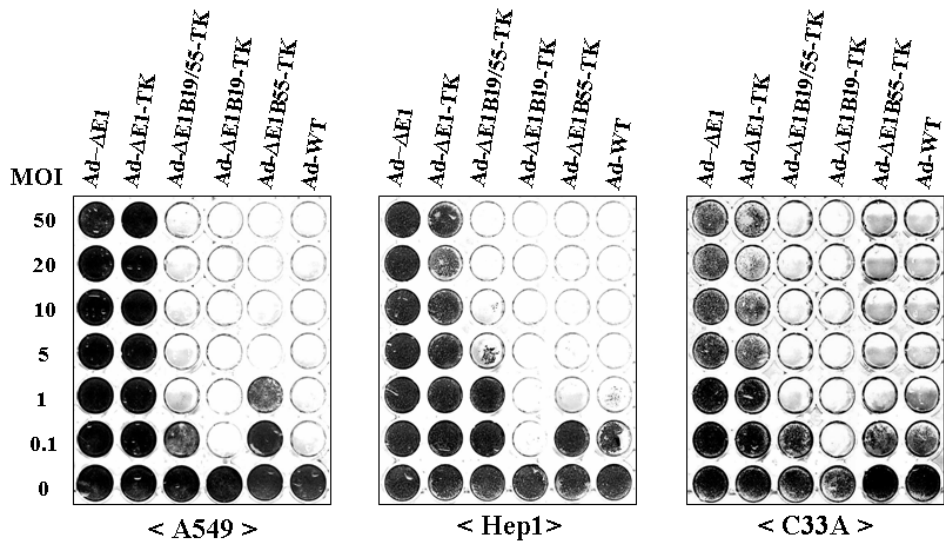 Ad–ΔE1 Ad-ΔE1-TK Ad-ΔE1B19/55-TK Ad-ΔE1B19-TK Ad-ΔE1B55-TK Ad-WT
Ad–ΔE1 Ad-ΔE1-TK Ad-ΔE1B19/55-TK Ad-ΔE1B19-TK Ad-ΔE1B55-TK Ad-WT
Ad–ΔE1 Ad-ΔE1-TK Ad-ΔE1B19/55-TK Ad-ΔE1B19-TK Ad-ΔE1B55-TK Ad-WT
MOI
50
20
10
5
1
0.1
0
< A549 >
< Hep1>
< C33A >